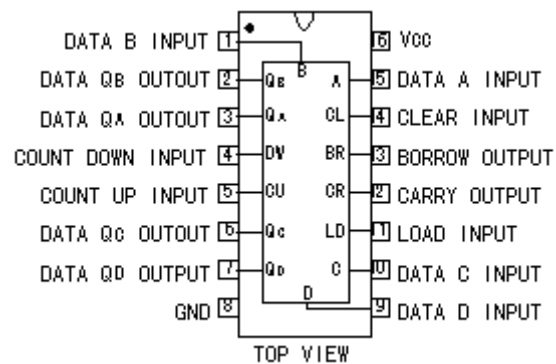 DATA B INPUT 1 B 16 Vcc
DATA QB OUTOUT 2 QB A 15 DATA A INPUT
DATA QA OUTOUT 3 QA CL 14 CLEAR INPUT
COUNT DOWN INPUT 4 DW BR 13 BORROW OUTPUT
COUNT UP INPUT 5 CU CR 12 CARRY OUTPUT
DATA QC OUTOUT 6 QC LD 11 LOAD INPUT
DATA QD OUTPUT 7 QD C 10 DATA C INPUT
GND 8 D 9 DATA D INPUT
TOP VIEW